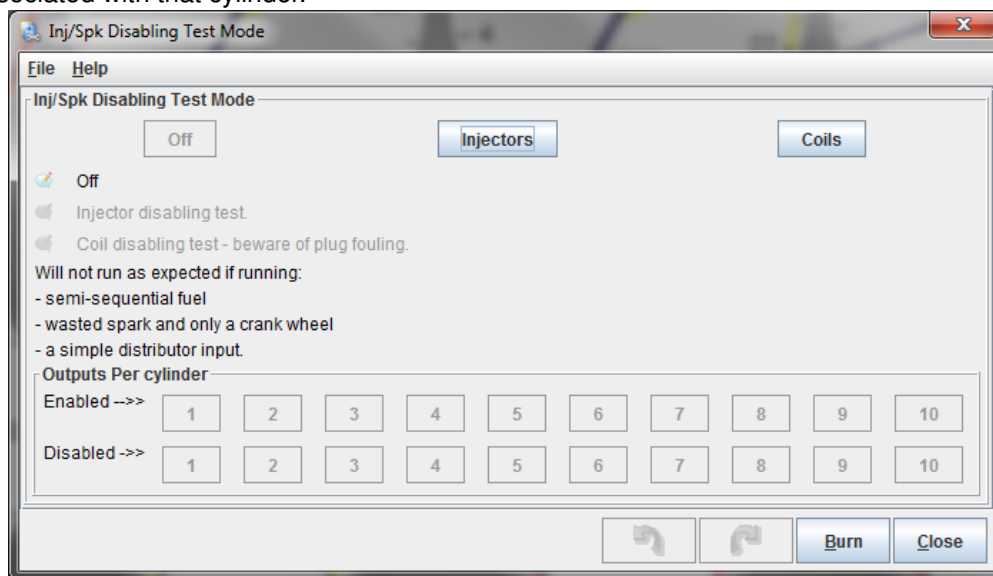 sociated with that cylinder.
Inj/Spk Disabling Test Mode
File Help
Inj/Spk Disabling Test Mode
Off Injectors Coils
Off
Injector disabling test.
Coil disabling test - beware of plug fouling.
Will not run as expected if running:
- semi-sequential fuel
- wasted spark and only a crank wheel
- a simple distributor input.
Outputs Per cylinder
Enabled -->> 1 2 3 4 5 6 7 8 9 10
Disabled ->> 1 2 3 4 5 6 7 8 9 10
Burn Close